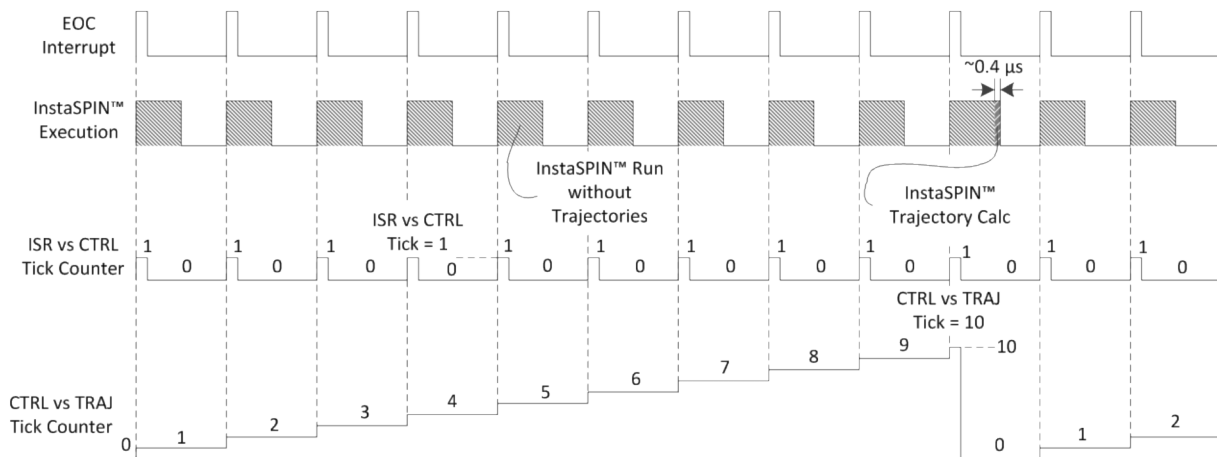 EOC
Interrupt
~0.4 µs
InstaSPIN™
Execution
InstaSPIN™ Run
without
Trajectories
InstaSPIN™
Trajectory Calc
ISR vs CTRL
Tick = 1
ISR vs CTRL
Tick Counter
1 1 1 1 1 1 1 1 1 1 1
0 0 0 0 0 0 0 0 0 0 0 0
CTRL vs TRAJ
Tick = 10
10
CTRL vs TRAJ
Tick Counter
0 1 2 3 4 5 6 7 8 9 0 1 2